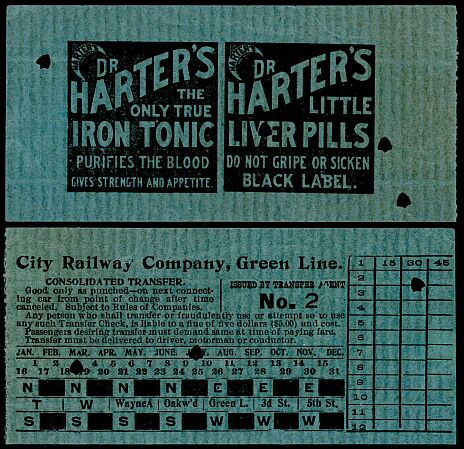 HARTER'S
DR
HARTER'S
THE
ONLY TRUE
IRON TONIC
PURIFIES THE BLOOD
GIVES STRENGTH AND APPETITE.
HARTER'S
DR
HARTER'S
LITTLE
LIVER PILLS
DO NOT GRIPE OR SICKEN
BLACK LABEL.
City Railway Company, Green Line.
CONSOLIDATED TRANSFER.
Good only as punched—on next connect-
ing car from point of change after time
canceled. Subject to Rules of Companies.
ISSUED BY TRANSFER AGENT
No. 2
Any person who shall transfer or fraudulently use or attempt so to use
any such Transfer Check, is liable to a fine of five dollars ($5.00) and cost.
Passengers desiring transfer must demand same at time of paying fare.
Transfer must be delivered to driver, motorman or conductor.
JAN. FEB. MAR. APR. MAY. JUNE. AUG. SEPT. OCT. NOV. DEC.
1 2 4 5 6 7 8 9 10 11 12 13 14 15
16 17 18 19 20 21 22 23 24 25 26 27 28 29 30 31
N N N N N E E E
T W WayneA Oakw'd Green L. 3d St. 5th St.
S S S S S W W W
1 15 30 45
2
3
4
5
6
7
8
9
10
11
12